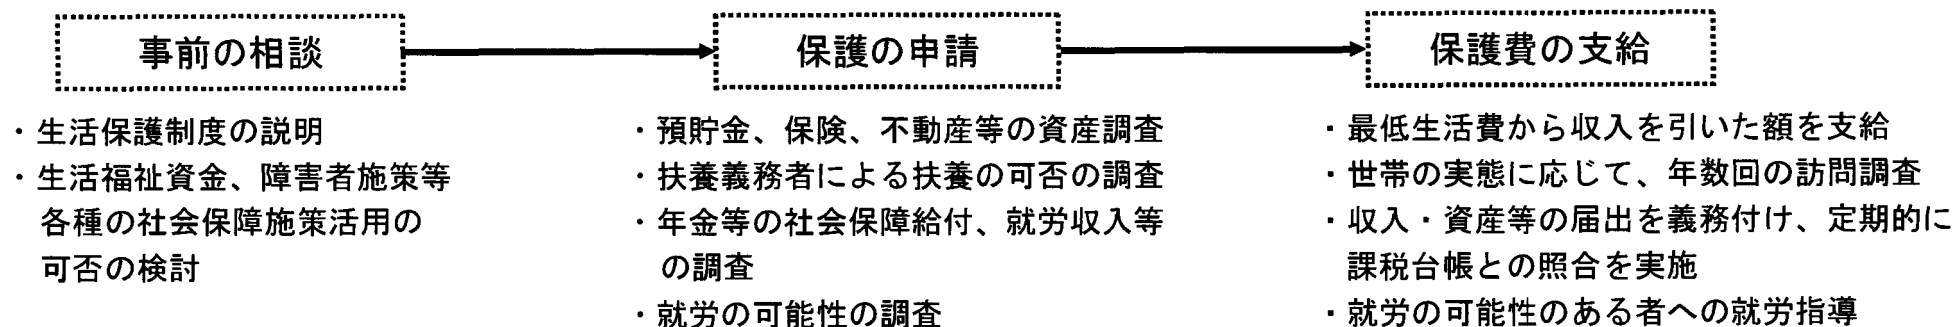 事前の相談
保護の申請
保護費の支給
・生活保護制度の説明
・生活福祉資金、障害者施策等
各種の社会保障施策活用の
可否の検討
・預貯金、保険、不動産等の資産調査
・扶養義務者による扶養の可否の調査
・年金等の社会保障給付、就労収入等
の調査
・就労の可能性の調査
・最低生活費から収入を引いた額を支給
・世帯の実態に応じて、年数回の訪問調査
・収入・資産等の届出を義務付け、定期的に
課税台帳との照合を実施
・就労の可能性のある者への就労指導